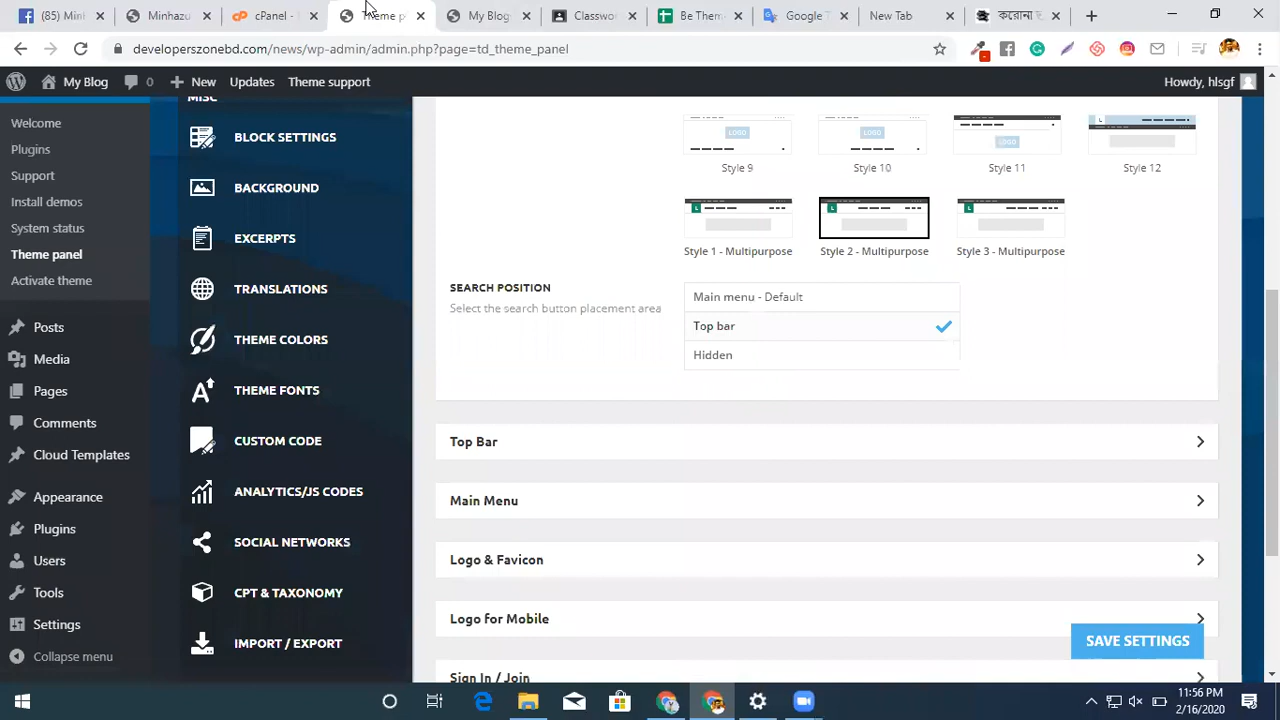 (85) Mink
Minhazu
cPanel -
Theme p
My Blog
Classwor
Be Them
Google T
New Tab
করোনা ই
developerszonebd.com/news/wp-admin/admin.php?page=td_theme_panel
My Blog
0
New
Updates
Theme support
Howdy, hlsgf
Welcome
Plugins
Support
Install demos
System status
Theme panel
Activate theme
Posts
Media
Pages
Comments
Cloud Templates
Appearance
Plugins
Users
Tools
Settings
Collapse menu
MISC
BLOCK SETTINGS
BACKGROUND
EXCERPTS
TRANSLATIONS
THEME COLORS
THEME FONTS
CUSTOM CODE
ANALYTICS/JS CODES
SOCIAL NETWORKS
CPT & TAXONOMY
IMPORT / EXPORT
LOGO
LOGO
LOGO
L
Style 9
Style 10
Style 11
Style 12
L
L
L
Style 1 - Multipurpose
Style 2 - Multipurpose
Style 3 - Multipurpose
SEARCH POSITION
Select the search button placement area
Main menu - Default
Top bar
Hidden
Top Bar
Main Menu
Logo & Favicon
Logo for Mobile
SAVE SETTINGS
Sign In / Join
11:56 PM
2/16/2020